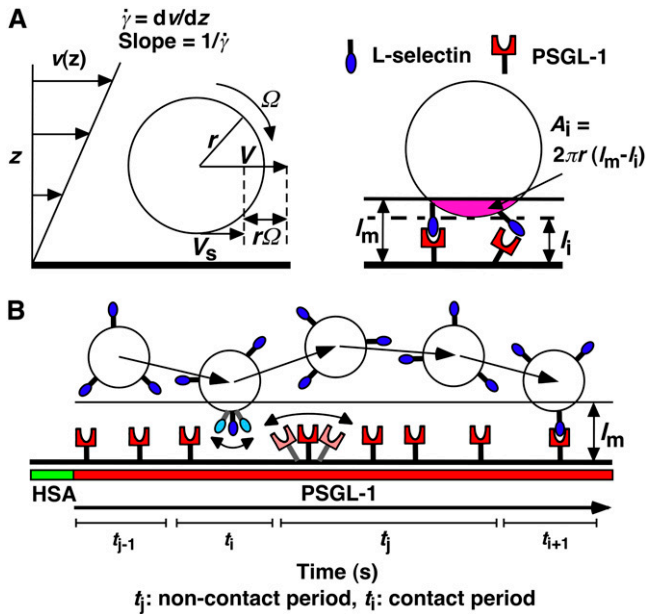 A
γ̇ = dv/dz
Slope = 1/γ̇
v(z)
z
Ω
r
V
rΩ
Vs
L-selectin
PSGL-1
Ai =
2πr (lm-li)
lm
li
B
lm
HSA
PSGL-1
tj-1
ti
tj
ti+1
Time (s)
tj: non-contact period, ti: contact period